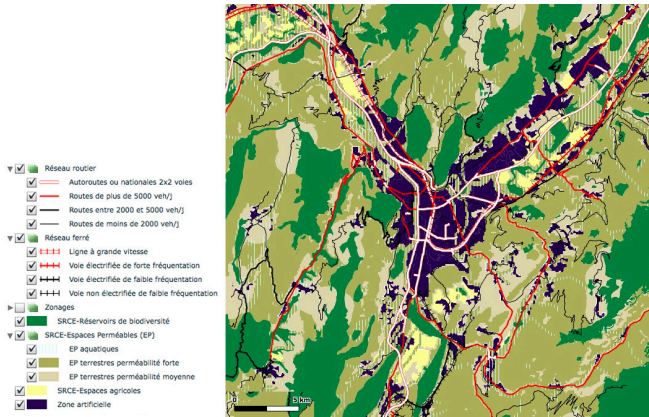 Réseau routier
Autoroutes ou nationales 2x2 voies
Routes de plus de 5000 veh/j
Routes entre 2000 et 5000 veh/j
Routes de moins de 2000 veh/j
Réseau ferré
Ligne à grande vitesse
Voie électrifiée de forte fréquentation
Voie électrifiée de faible fréquentation
Voie non électrifiée de faible fréquentation
Zonages
SRCE-Réservoirs de biodiversité
SRCE-Espaces Perméables (EP)
EP aquatiques
EP terrestres perméabilité forte
EP terrestres perméabilité moyenne
SRCE-Espaces agricoles
Zone artificielle
0 5 km